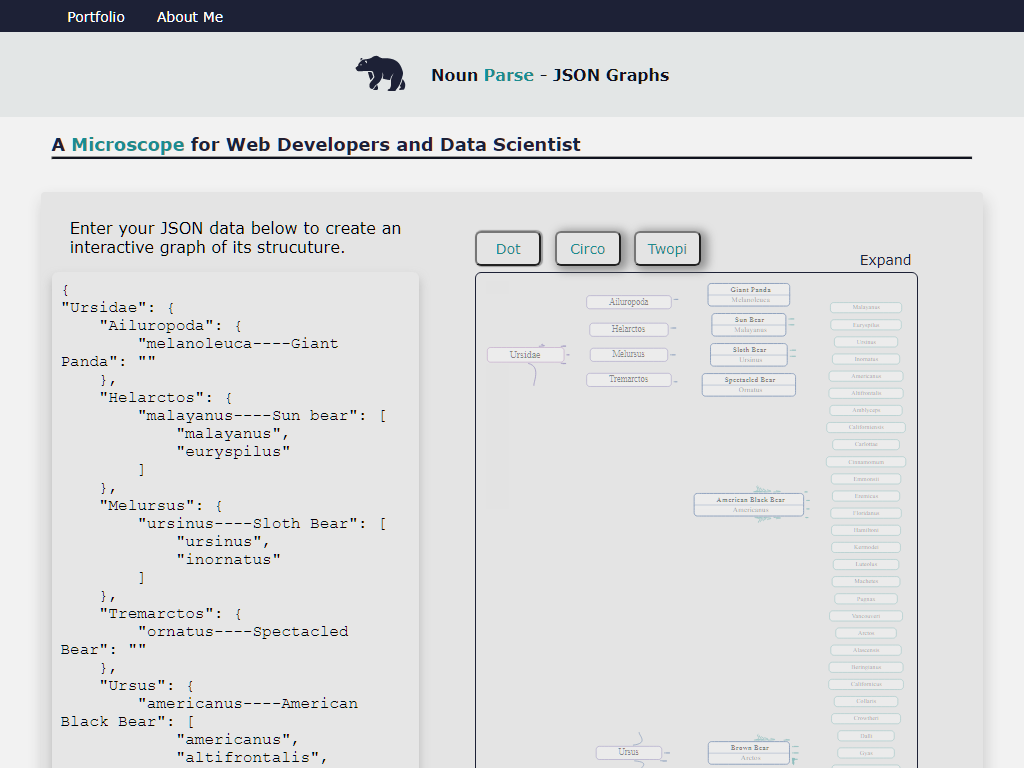 Portfolio
About Me
Noun Parse - JSON Graphs
A Microscope for Web Developers and Data Scientist
Enter your JSON data below to create an
interactive graph of its strucuture.
{
"Ursidae": {
"Ailuropoda": {
"melanoleuca----Giant
Panda": ""
},
"Helarctos": {
"malayanus----Sun bear": [
"malayanus",
"euryspilus"
]
},
"Melursus": {
"ursinus----Sloth Bear": [
"ursinus",
"inornatus"
]
},
"Tremarctos": {
"ornatus----Spectacled
Bear": ""
},
"Ursus": {
"americanus----American
Black Bear": [
"americanus",
"altifrontalis",
Dot
Circo
Twopi
Expand
Ursidae
Ailuropoda
Helarctos
Melursus
Tremarctos
Ursus
Giant Panda
Melanoleuca
Sun Bear
Malayanus
Sloth Bear
Ursinus
Spectacled Bear
Ornatus
American Black Bear
Americanus
Brown Bear
Arctos
Malayanus
Euryspilus
Ursinus
Inornatus
Americanus
Altifrontalis
Amblyceps
Californiensis
Carlottae
Cinnamomum
Emmonsii
Eremicus
Floridanus
Hamiltoni
Kermodei
Luteolus
Machetes
Pugnax
Vancouveri
Arctos
Alascensis
Beringianus
Californicus
Collaris
Crowtheri
Dalli
Gyas